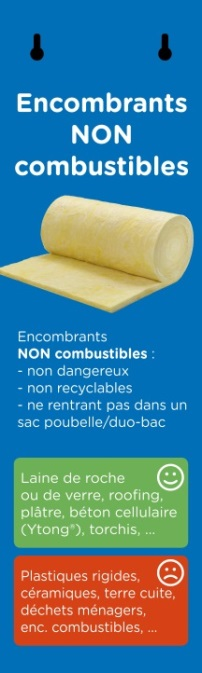 Encombrants
NON
combustibles
Encombrants
NON combustibles :
- non dangereux
- non recyclables
- ne rentrant pas dans un
sac poubelle/duo-bac
Laine de roche
ou de verre, roofing,
plâtre, béton cellulaire
(Ytong®), torchis, ...
Plastiques rigides,
céramiques, terre cuite,
déchets ménagers,
enc. combustibles, ...